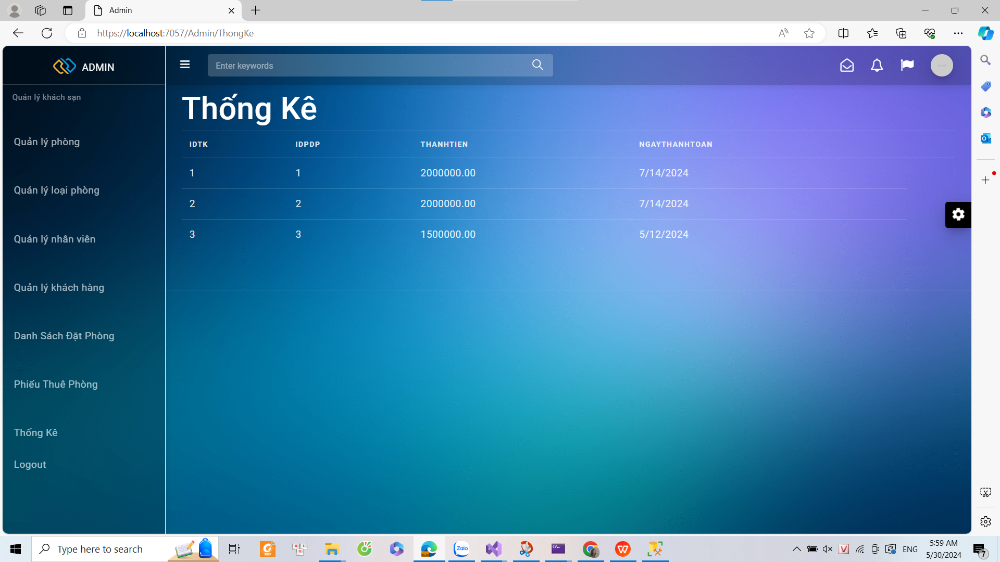 Admin
https://localhost:7057/Admin/ThongKe
ADMIN
Enter keywords
Quản lý khách sạn
Quản lý phòng
Quản lý loại phòng
Quản lý nhân viên
Quản lý khách hàng
Danh Sách Đặt Phòng
Phiếu Thuê Phòng
Thống Kê
Logout
Thống Kê
IDTK IDPDP THANHTIEN NGAYTHANHTOAN
1 1 2000000.00 7/14/2024
2 2 2000000.00 7/14/2024
3 3 1500000.00 5/12/2024
Type here to search
Zalo
ENG
5:59 AM
5/30/2024
7